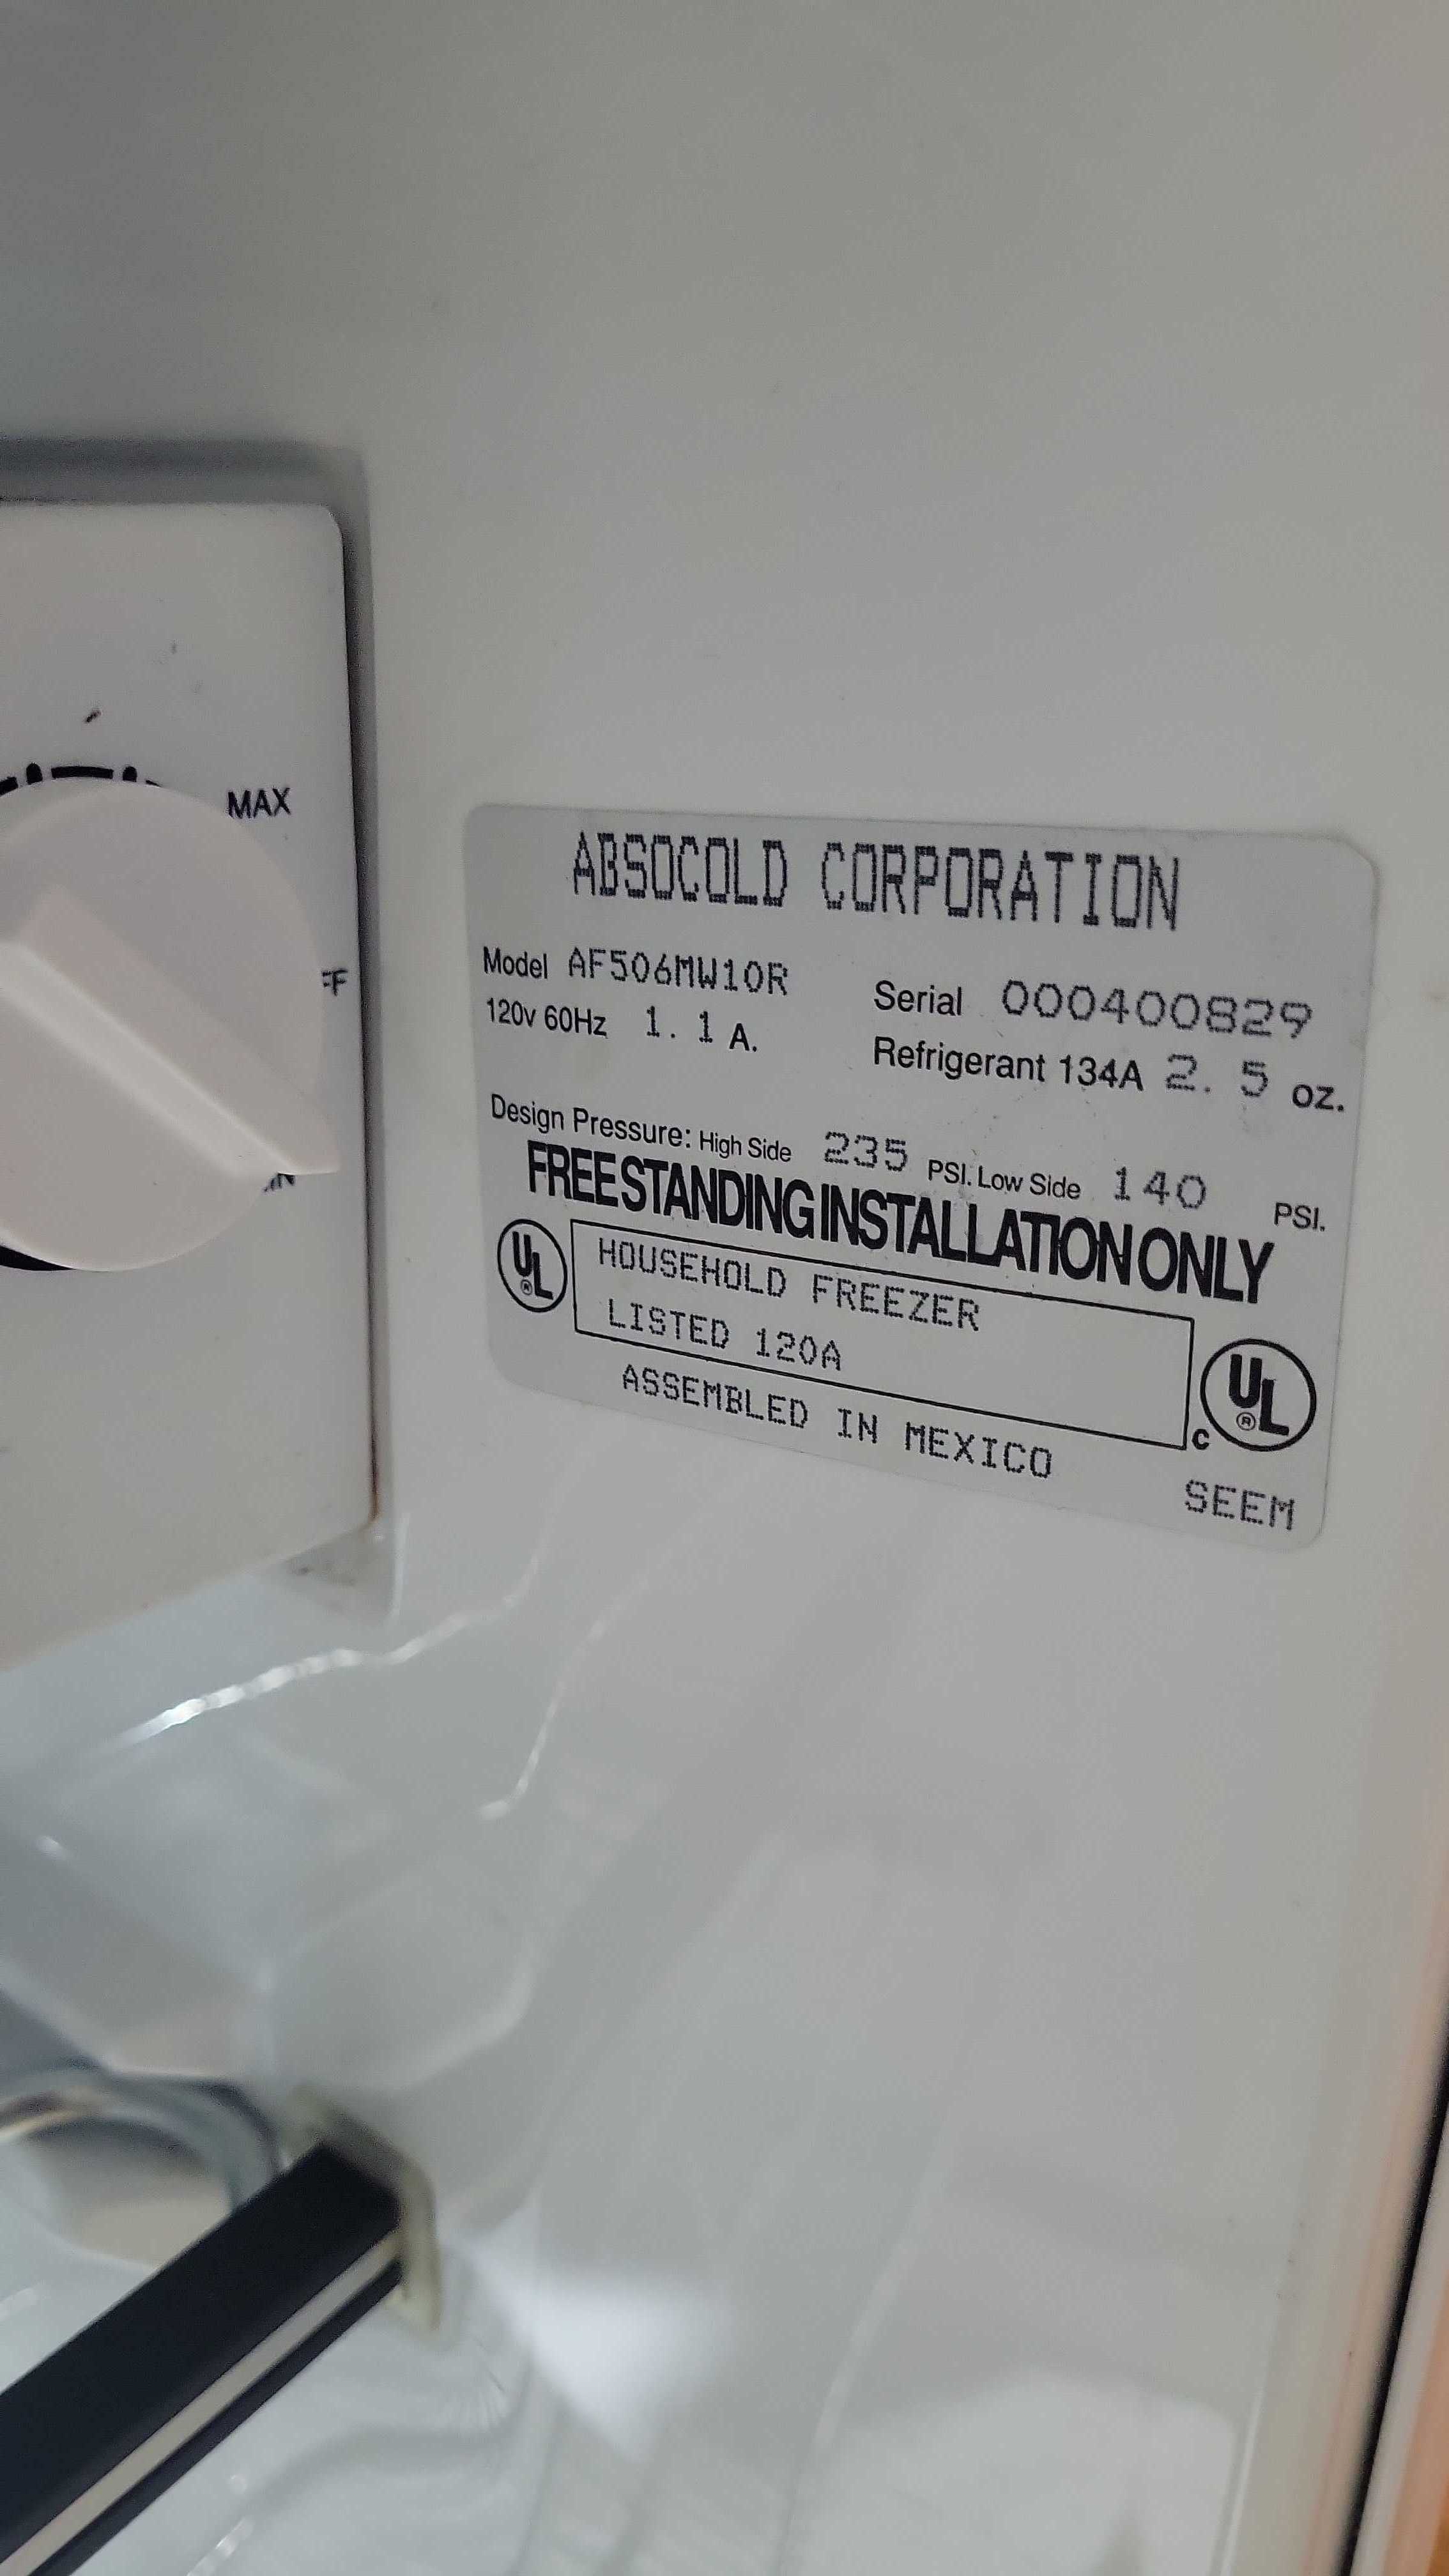 MAX
ABSOCOLD CORPORATION
Model AF506MW10R Serial 000400829
120v 60Hz 1.1 A. Refrigerant 134A 2.5 oz.
Design Pressure: High Side 235 PSI. Low Side 140 PSI.
FREESTANDING INSTALLATION ONLY
UL® HOUSEHOLD FREEZER
LISTED 120A
c UL®
ASSEMBLED IN MEXICO
SEEM